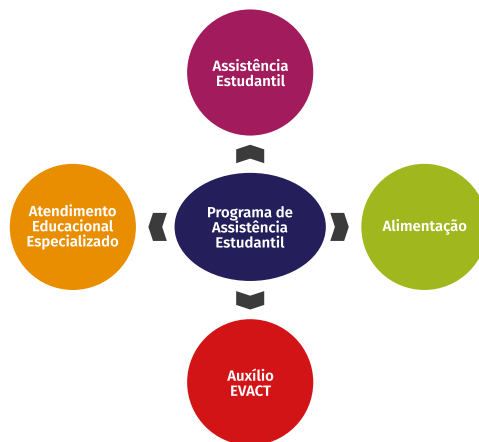 Assistência
Estudantil
Atendimento
Educacional
Especializado
Programa de
Assistência
Estudantil
Alimentação
Auxílio
EVACT